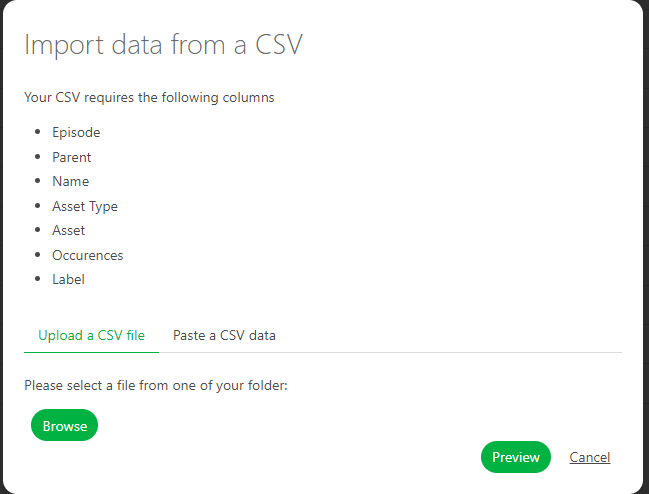 Import data from a CSV
Your CSV requires the following columns
Episode
Parent
Name
Asset Type
Asset
Occurences
Label
Upload a CSV file
Paste a CSV data
Please select a file from one of your folder:
Browse
Preview
Cancel